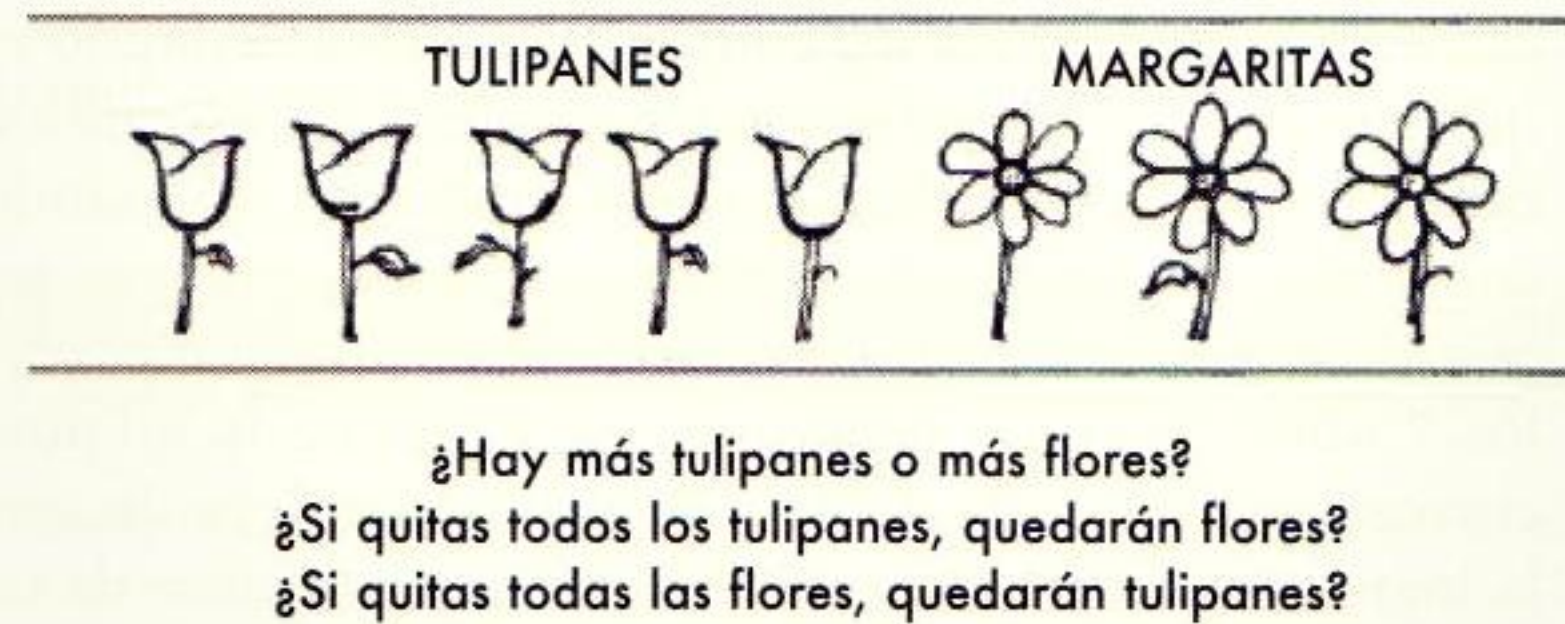 TULIPANES MARGARITAS
¿Hay más tulipanes o más flores?
¿Si quitas todos los tulipanes, quedarán flores?
¿Si quitas todas las flores, quedarán tulipanes?